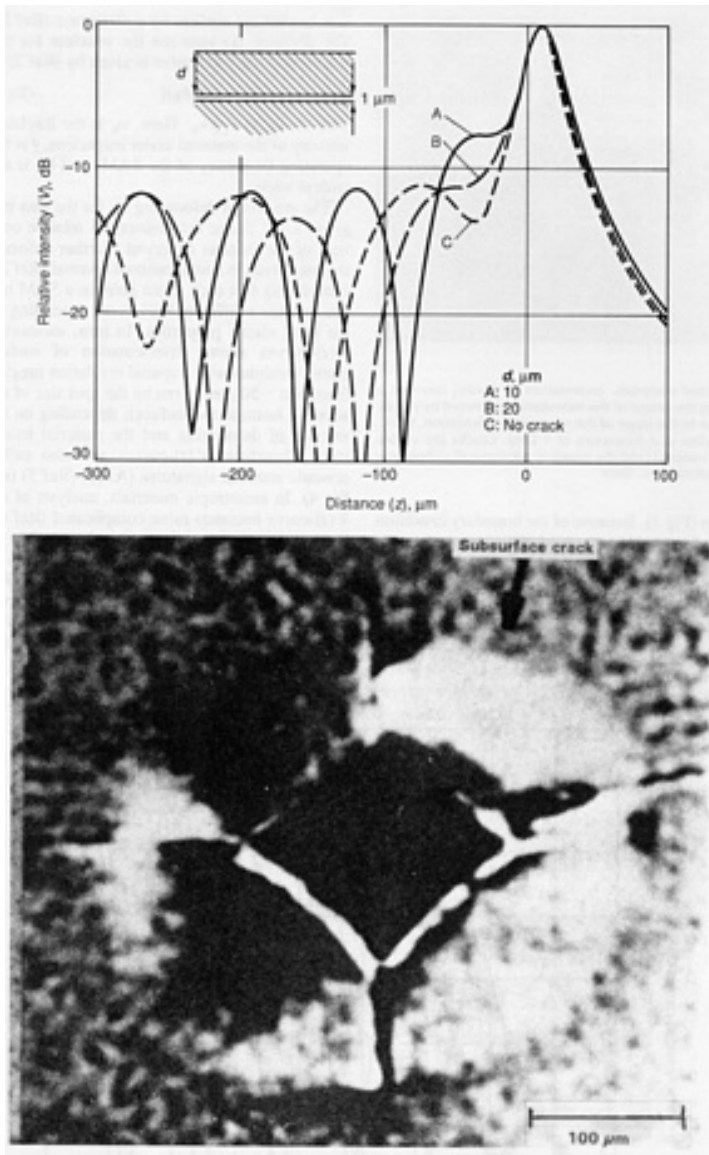 0
-10
-20
-30
Relative intensity (V), dB
-300
-200
-100
0
100
Distance (z), μm
d
1 μm
A
B
C
d, μm
A: 10
B: 20
C: No crack
Subsurface crack
100 μm